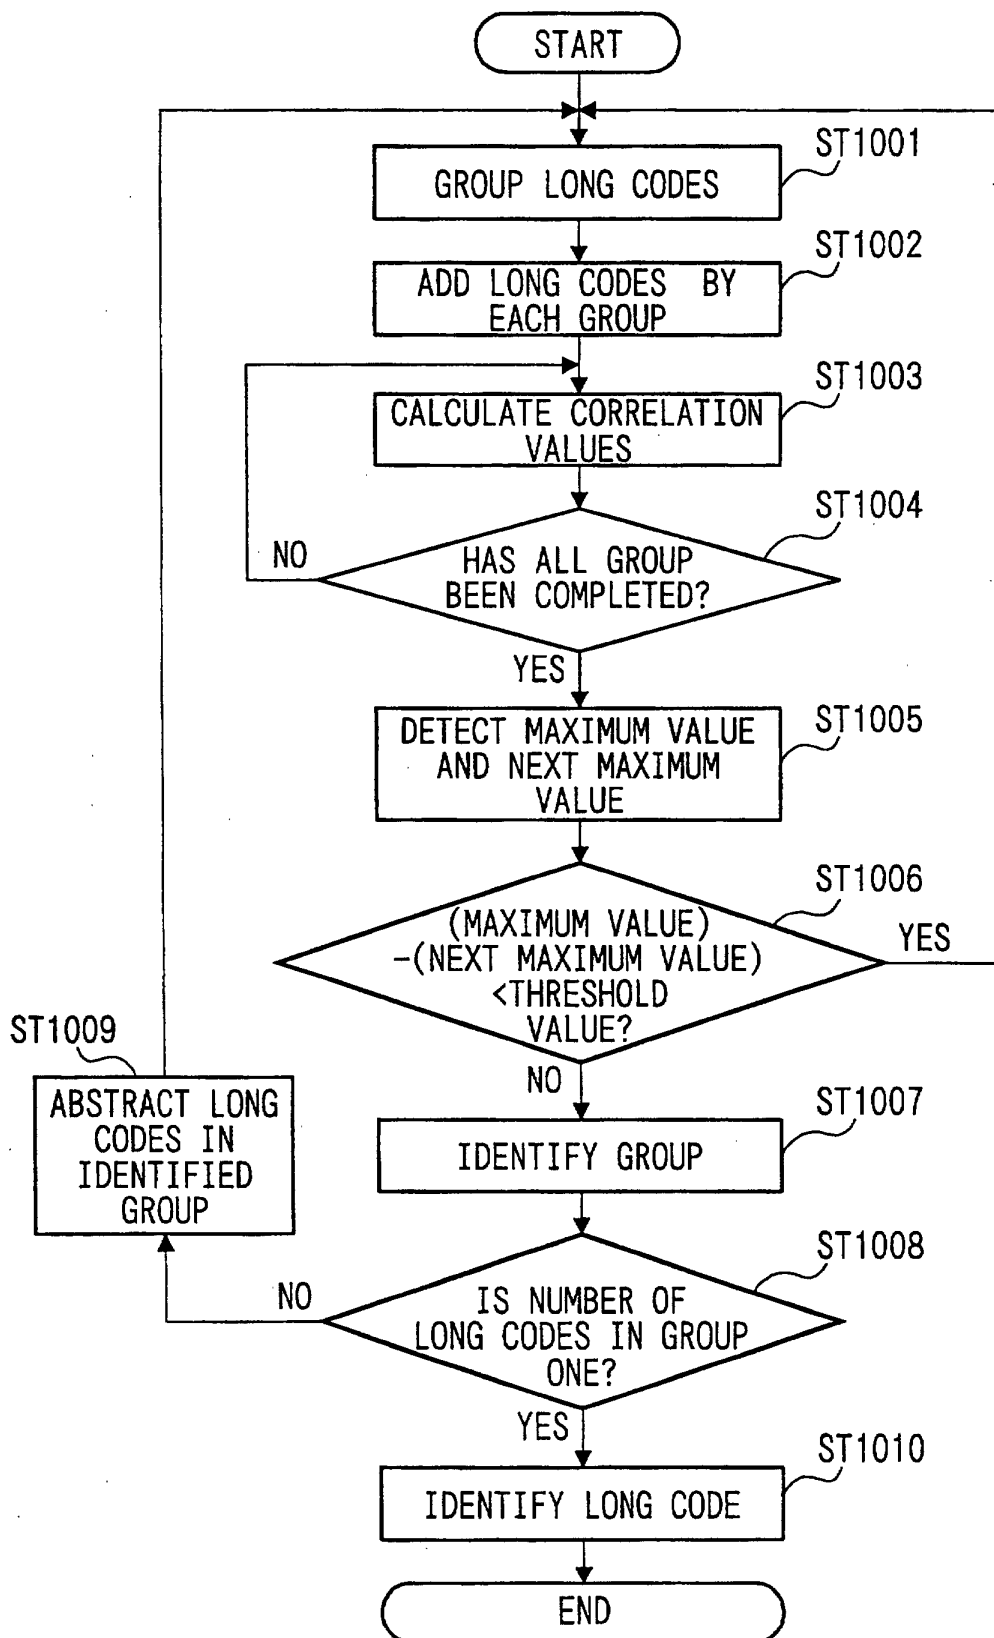 START
ST1001
GROUP LONG CODES
ST1002
ADD LONG CODES BY
EACH GROUP
ST1003
CALCULATE CORRELATION
VALUES
ST1004
NO
HAS ALL GROUP
BEEN COMPLETED?
YES
ST1005
DETECT MAXIMUM VALUE
AND NEXT MAXIMUM
VALUE
ST1006
(MAXIMUM VALUE)
-(NEXT MAXIMUM VALUE)
<THRESHOLD
VALUE?
YES
NO
ST1009
ABSTRACT LONG
CODES IN
IDENTIFIED
GROUP
ST1007
IDENTIFY GROUP
ST1008
NO
IS NUMBER OF
LONG CODES IN GROUP
ONE?
YES
ST1010
IDENTIFY LONG CODE
END